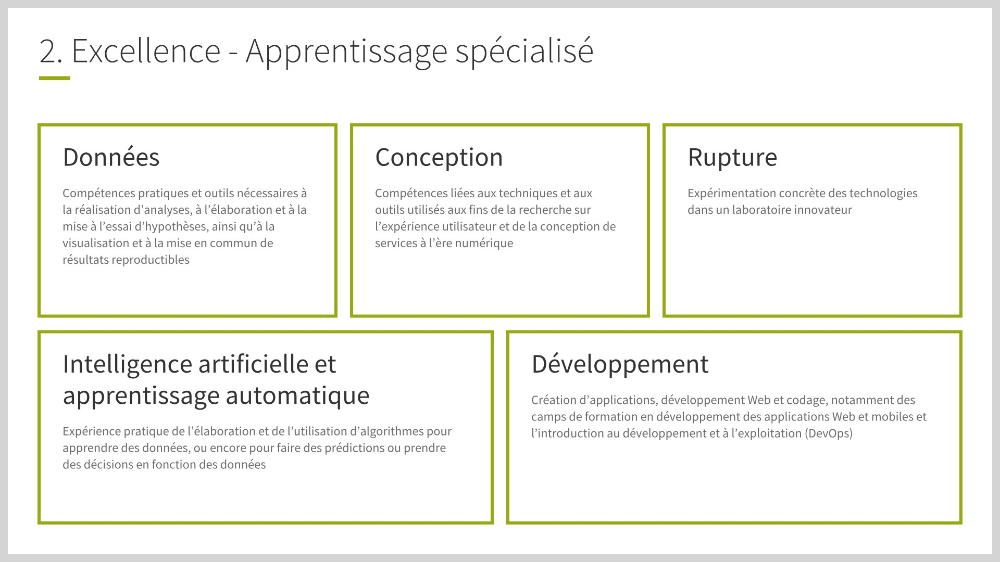 2. Excellence - Apprentissage spécialisé
Données
Compétences pratiques et outils nécessaires à
la réalisation d’analyses, à l’élaboration et à la
mise à l’essai d’hypothèses, ainsi qu’à la
visualisation et à la mise en commun de
résultats reproductibles
Conception
Compétences liées aux techniques et aux
outils utilisés aux fins de la recherche sur
l’expérience utilisateur et de la conception de
services à l’ère numérique
Rupture
Expérimentation concrète des technologies
dans un laboratoire innovateur
Intelligence artificielle et
apprentissage automatique
Expérience pratique de l’élaboration et de l’utilisation d’algorithmes pour
apprendre des données, ou encore pour faire des prédictions ou prendre
des décisions en fonction des données
Développement
Création d’applications, développement Web et codage, notamment des
camps de formation en développement des applications Web et mobiles et
l’introduction au développement et à l’exploitation (DevOps)